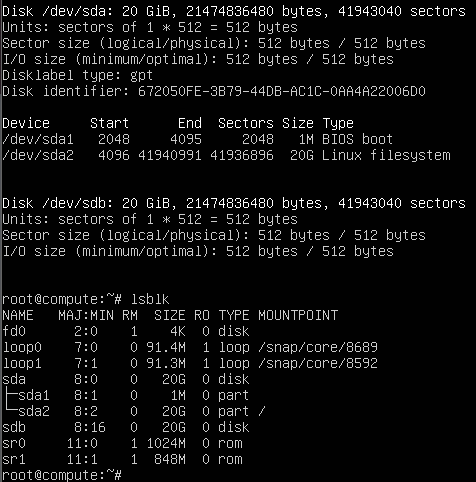 Disk /dev/sda: 20 GiB, 21474836480 bytes, 41943040 sectors
Units: sectors of 1 * 512 = 512 bytes
Sector size (logical/physical): 512 bytes / 512 bytes
I/O size (minimum/optimal): 512 bytes / 512 bytes
Disklabel type: gpt
Disk identifier: 672050FE-3B79-44DB-AC1C-0AA4A22006D0
Device     Start      End  Sectors Size Type
/dev/sda1   2048     4095     2048   1M BIOS boot
/dev/sda2   4096 41940991 41936896  20G Linux filesystem
Disk /dev/sdb: 20 GiB, 21474836480 bytes, 41943040 sectors
Units: sectors of 1 * 512 = 512 bytes
Sector size (logical/physical): 512 bytes / 512 bytes
I/O size (minimum/optimal): 512 bytes / 512 bytes
root@compute:~# lsblk
NAME   MAJ:MIN RM  SIZE RO TYPE MOUNTPOINT
fd0      2:0    1    4K  0 disk
loop0    7:0    0 91.4M  1 loop /snap/core/8689
loop1    7:1    0 91.3M  1 loop /snap/core/8592
sda      8:0    0   20G  0 disk
├─sda1   8:1    0    1M  0 part
└─sda2   8:2    0   20G  0 part /
sdb      8:16   0   20G  0 disk
sr0     11:0    1 1024M  0 rom
sr1     11:1    1  848M  0 rom
root@compute:~#